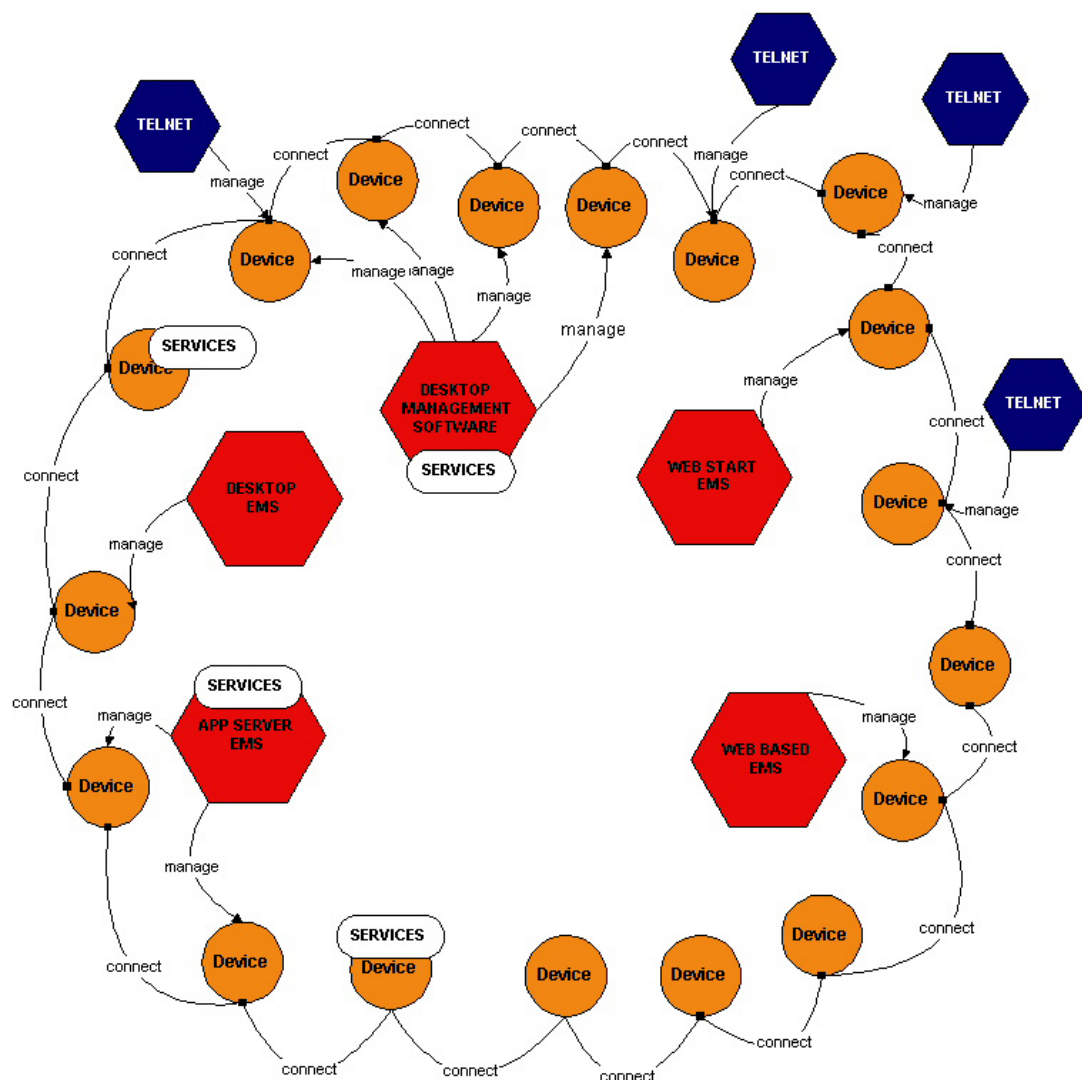 TELNET
TELNET
TELNET
connect
connect
connect
connect
manage
connect
manage
manage
Device
Device
Device
Device
Device
Device
Device
connect
connect
manage
anage
manage
manage
Device
SERVICES
Device
manage
DESKTOP
MANAGEMENT
SOFTWARE
SERVICES
TELNET
connect
connect
WEB START
EMS
DESKTOP
EMS
Device
manage
manage
connect
Device
Device
connect
SERVICES
manage
APP SERVER
EMS
manage
WEB BASED
EMS
connect
Device
Device
manage
connect
SERVICES
Device
Device
Device
Device
Device
connect
connect
connect
connect
connect